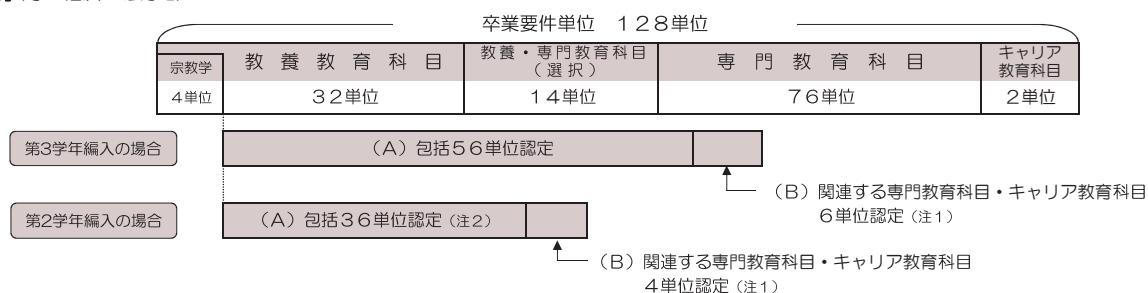 卒業要件単位 128単位
宗教学
教養教育科目
教養・専門教育科目
(選択)
専門教育科目
キャリア
教育科目
4単位
32単位
14単位
76単位
2単位
第3学年編入の場合
(A)包括56単位認定
(B)関連する専門教育科目・キャリア教育科目
6単位認定(注1)
第2学年編入の場合
(A)包括36単位認定(注2)
(B)関連する専門教育科目・キャリア教育科目
4単位認定(注1)